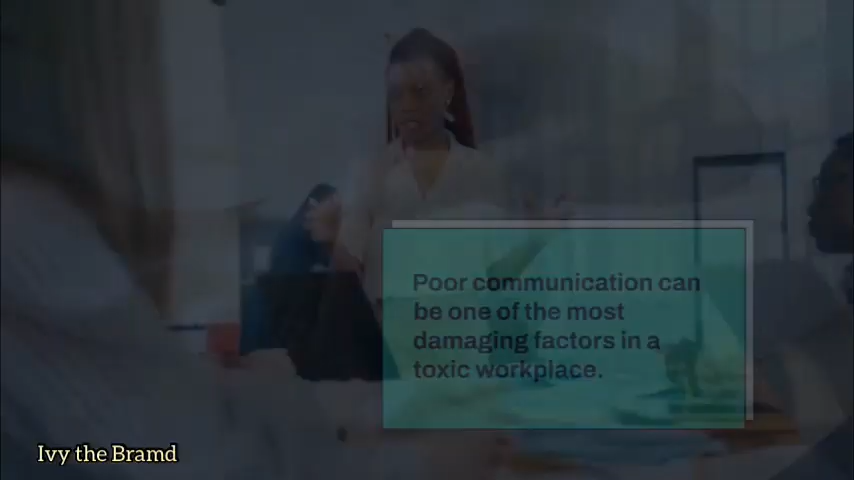 Poor communication can
be one of the most
damaging factors in a
toxic workplace.
Ivy the Bramd